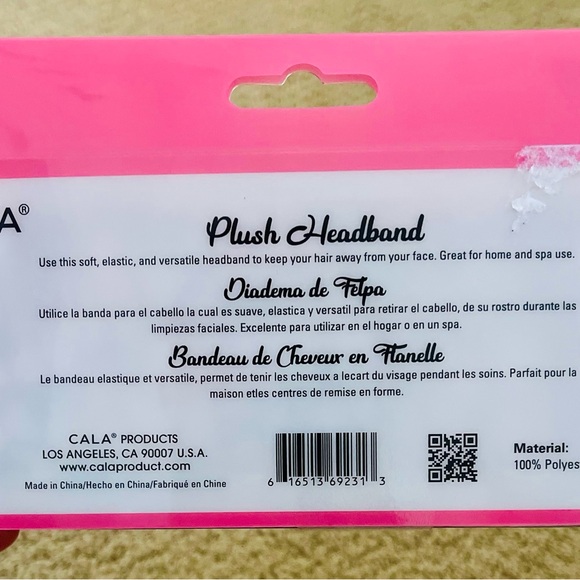 A®
Plush Headband
Use this soft, elastic, and versatile headband to keep your hair away from your face. Great for home and spa use.
Diadema de Felpa
Utilice la banda para el cabello la cual es suave, elastica y versatil para retirar el cabello, de su rostro durante las
limpiezas faciales. Excelente para utilizar en el hogar o en un spa.
Bandeau de Cheveux en Flanelle
Le bandeau elastique et versatile, permet de tenir les cheveux a lecart du visage pendant les soins. Parfait pour la
maison etles centres de remise en forme.
CALA® PRODUCTS
LOS ANGELES, CA 90007 U.S.A.
www.calaproduct.com
Made in China/Hecho en China/Fabriqué en Chine
6 16513 69231 3
Material:
100% Polyes